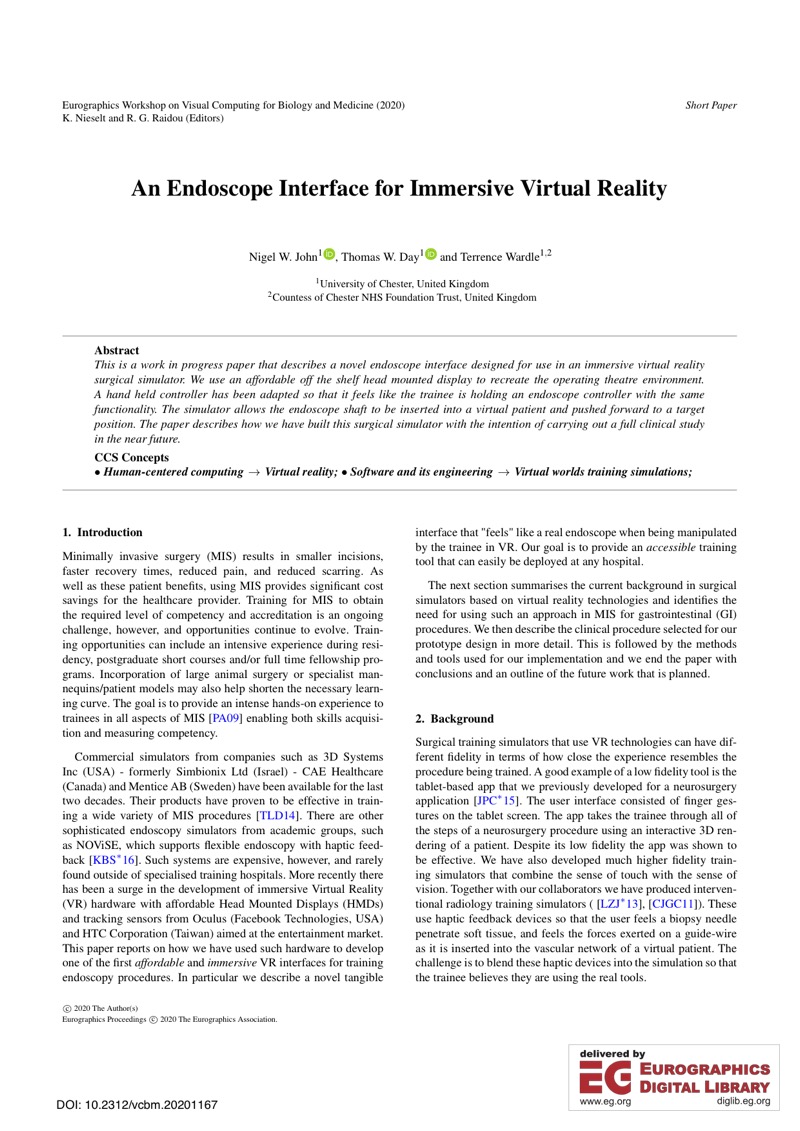 Eurographics Workshop on Visual Computing for Biology and Medicine (2020)
Short Paper
K. Nieselt and R. G. Raidou (Editors)
An Endoscope Interface for Immersive Virtual Reality
Nigel W. John1 iD, Thomas W. Day1 iD and Terrence Wardle1,2
1University of Chester, United Kingdom
2Countess of Chester NHS Foundation Trust, United Kingdom
Abstract
This is a work in progress paper that describes a novel endoscope interface designed for use in an immersive virtual reality
surgical simulator. We use an affordable off the shelf head mounted display to recreate the operating theatre environment.
A hand held controller has been adapted so that it feels like the trainee is holding an endoscope controller with the same
functionality. The simulator allows the endoscope shaft to be inserted into a virtual patient and pushed forward to a target
position. The paper describes how we have built this surgical simulator with the intention of carrying out a full clinical study
in the near future.
CCS Concepts
• Human-centered computing → Virtual reality; • Software and its engineering → Virtual worlds training simulations;
1. Introduction
Minimally invasive surgery (MIS) results in smaller incisions,
faster recovery times, reduced pain, and reduced scarring. As
well as these patient benefits, using MIS provides significant cost
savings for the healthcare provider. Training for MIS to obtain
the required level of competency and accreditation is an ongoing
challenge, however, and opportunities continue to evolve. Train-
ing opportunities can include an intensive experience during resi-
dency, postgraduate short courses and/or full time fellowship pro-
grams. Incorporation of large animal surgery or specialist man-
nequins/patient models may also help shorten the necessary learn-
ing curve. The goal is to provide an intense hands-on experience to
trainees in all aspects of MIS [PA09] enabling both skills acquisi-
tion and measuring competency.
Commercial simulators from companies such as 3D Systems
Inc (USA) - formerly Simbionix Ltd (Israel) - CAE Healthcare
(Canada) and Mentice AB (Sweden) have been available for the last
two decades. Their products have proven to be effective in train-
ing a wide variety of MIS procedures [TLD14]. There are other
sophisticated endoscopy simulators from academic groups, such
as NOViSE, which supports flexible endoscopy with haptic feed-
back [KBS*16]. Such systems are expensive, however, and rarely
found outside of specialised training hospitals. More recently there
has been a surge in the development of immersive Virtual Reality
(VR) hardware with affordable Head Mounted Displays (HMDs)
and tracking sensors from Oculus (Facebook Technologies, USA)
and HTC Corporation (Taiwan) aimed at the entertainment market.
This paper reports on how we have used such hardware to develop
one of the first affordable and immersive VR interfaces for training
endoscopy procedures. In particular we describe a novel tangible
interface that "feels" like a real endoscope when being manipulated
by the trainee in VR. Our goal is to provide an accessible training
tool that can easily be deployed at any hospital.
The next section summarises the current background in surgical
simulators based on virtual reality technologies and identifies the
need for using such an approach in MIS for gastrointestinal (GI)
procedures. We then describe the clinical procedure selected for our
prototype design in more detail. This is followed by the methods
and tools used for our implementation and we end the paper with
conclusions and an outline of the future work that is planned.
2. Background
Surgical training simulators that use VR technologies can have dif-
ferent fidelity in terms of how close the experience resembles the
procedure being trained. A good example of a low fidelity tool is the
tablet-based app that we previously developed for a neurosurgery
application [JPC*15]. The user interface consisted of finger ges-
tures on the tablet screen. The app takes the trainee through all of
the steps of a neurosurgery procedure using an interactive 3D ren-
dering of a patient. Despite its low fidelity the app was shown to
be effective. We have also developed much higher fidelity train-
ing simulators that combine the sense of touch with the sense of
vision. Together with our collaborators we have produced interven-
tional radiology training simulators ( [LZJ*13], [CJGC11]). These
use haptic feedback devices so that the user feels a biopsy needle
penetrate soft tissue, and feels the forces exerted on a guide-wire
as it is inserted into the vascular network of a virtual patient. The
challenge is to blend these haptic devices into the simulation so that
the trainee believes they are using the real tools.
© 2020 The Author(s)
Eurographics Proceedings © 2020 The Eurographics Association.
DOI: 10.2312/vcbm.20201167
delivered by
EG EUROGRAPHICS
DIGITAL LIBRARY
www.eg.org diglib.eg.org